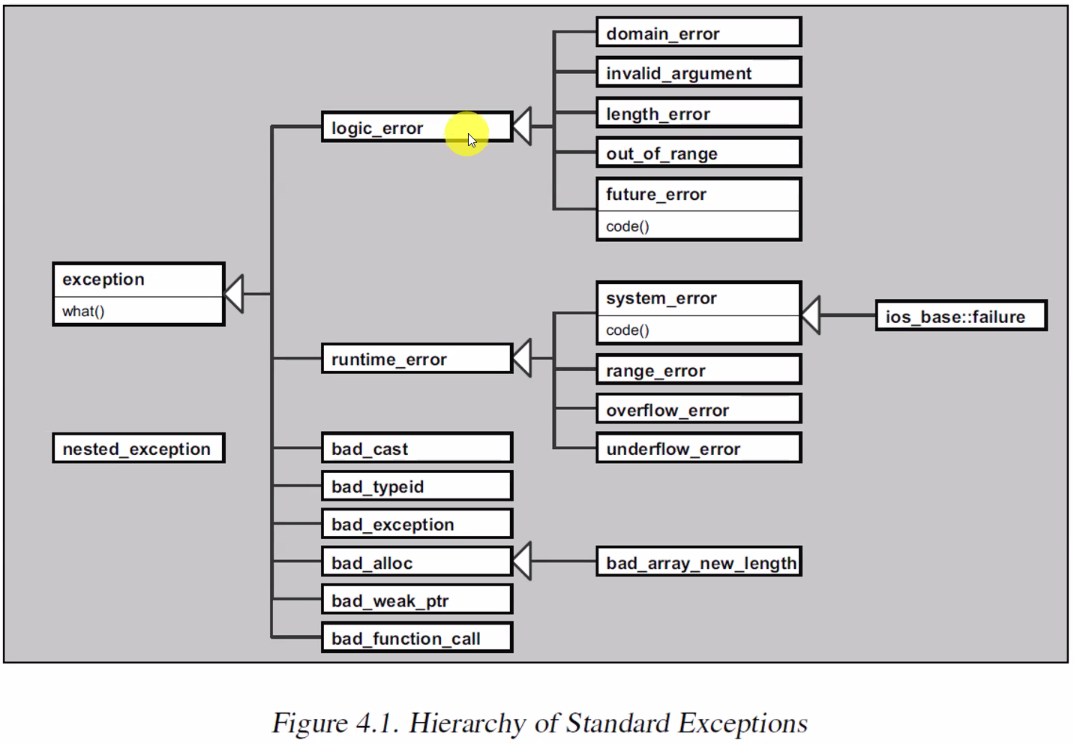 domain_error
invalid_argument
logic_error
length_error
out_of_range
future_error
code()
exception
what()
system_error
code()
ios_base::failure
runtime_error
range_error
overflow_error
underflow_error
nested_exception
bad_cast
bad_typeid
bad_exception
bad_alloc
bad_array_new_length
bad_weak_ptr
bad_function_call
Figure 4.1. Hierarchy of Standard Exceptions